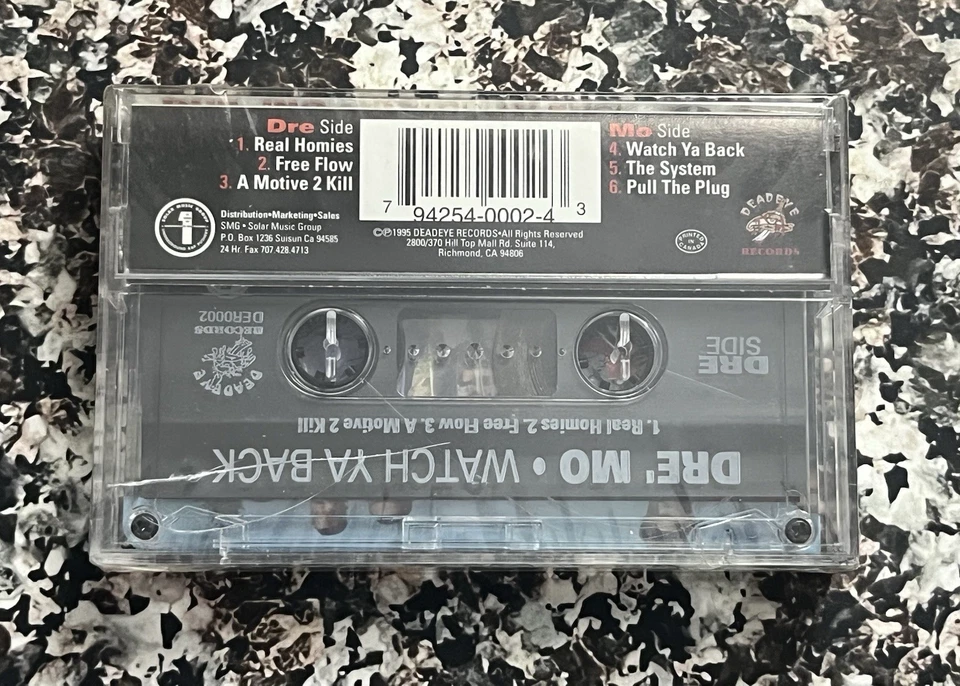 Dre Side
1. Real Homies
2. Free Flow
3. A Motive 2 Kill
Distribution•Marketing•Sales
SMG • Solar Music Group
P.O. Box 1236 Suisun Ca 94585
24 Hr. Fax 707.428.4713
7 94254-0002-4 3
©℗1995 DEADEYE RECORDS•All Rights Reserved
2800/370 Hill Top Mall Rd. Suite 114,
Richmond, CA 94806
Mo Side
4. Watch Ya Back
5. The System
6. Pull The Plug
PRINTED IN CANADA
DEADEYE
RECORDS
DRE' MO • WATCH YA BACK
1. Real Homies 2. Free Flow 3. A Motive 2 Kill
DRE
SIDE
DEADEYE
RECORDS
DER0002